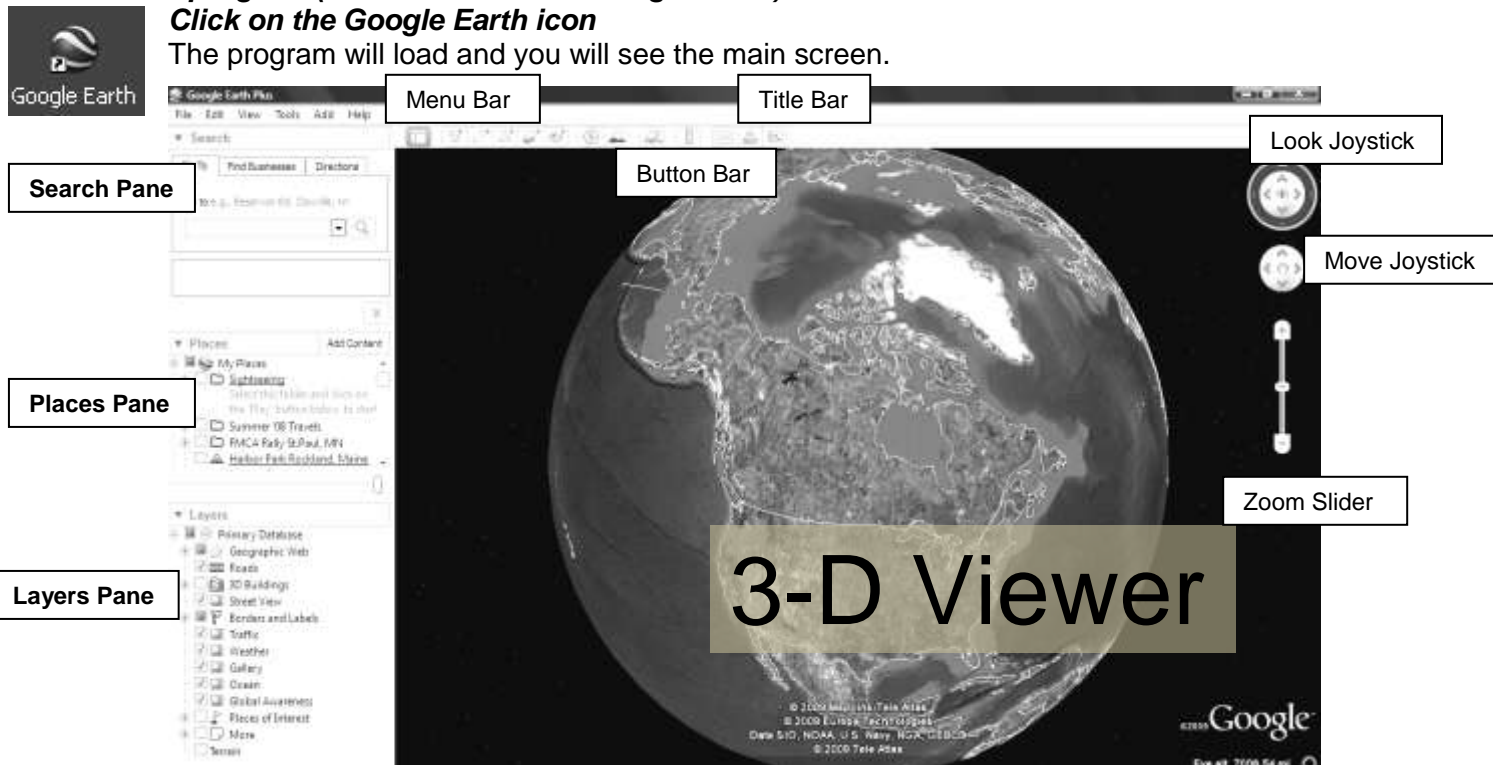 Click on the Google Earth icon
The program will load and you will see the main screen.
Google Earth
Menu Bar
Title Bar
Google Earth Plus
File Edit View Tools Add Help
Look Joystick
Search
Button Bar
Find Businesses Directions
Search Pane
Move Joystick
Places Add Content
My Places
Sightseeing
Places Pane
Summer '08 Travels
FMCA Rally St.Paul, MN
Harbor Park Rockland, Maine
Zoom Slider
Layers
Primary Database
Geographic Web
Roads
3D Buildings
Layers Pane
Street View
Borders and Labels
Traffic
Weather
Gallery
Ocean
Global Awareness
Places of Interest
More
Terrain
3-D Viewer
© 2009 Tele Atlas
© 2009 Europa Technologies
Data SIO, NOAA, U.S. Navy, NGA, GEBCO
© 2009 Tele Atlas
Google